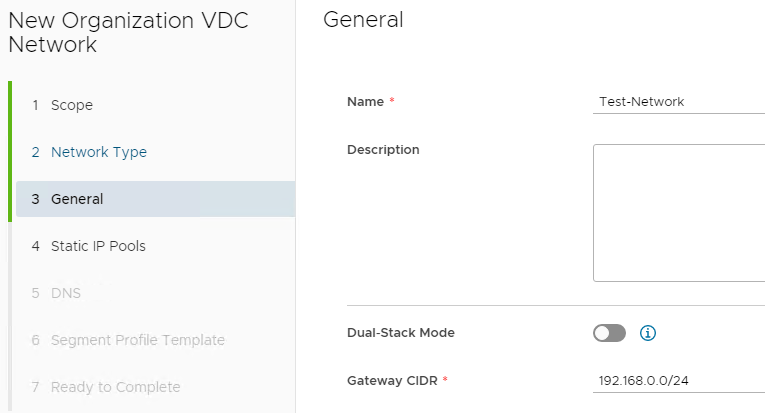 New Organization VDC
Network
1 Scope
2 Network Type
3 General
4 Static IP Pools
5 DNS
6 Segment Profile Template
7 Ready to Complete
General
Name * Test-Network
Description
Dual-Stack Mode
Gateway CIDR * 192.168.0.0/24